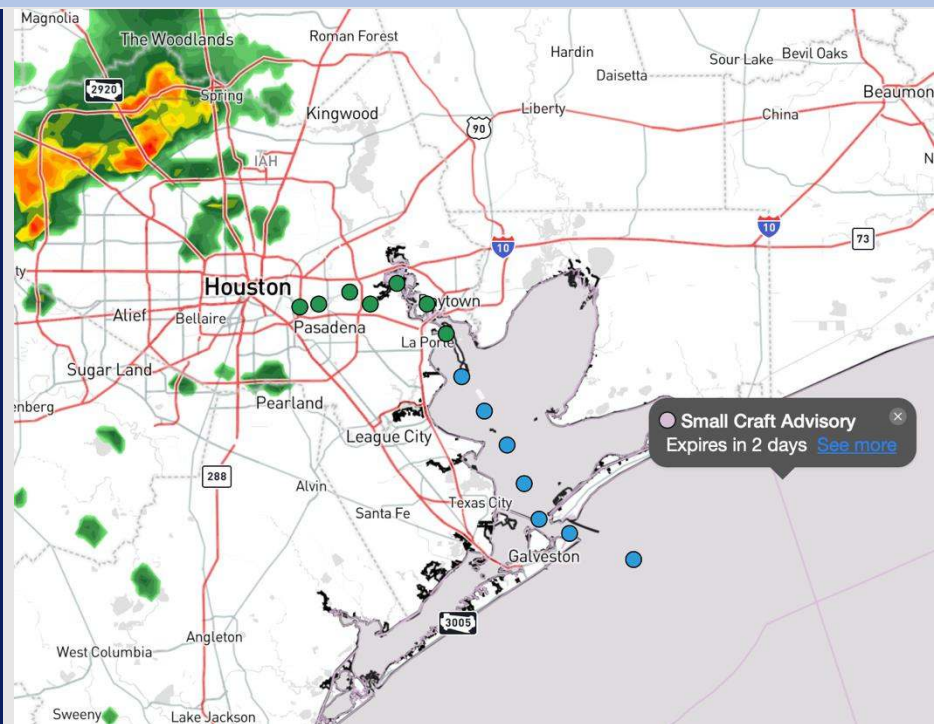 Magnolia
The Woodlands
Roman Forest
Hardin
Sour Lake
Bevil Oaks
Daisetta
2920
Spring
Kingwood
Liberty
90
China
IAH
10
10
73
Houston
Pasadena
Alief
Bellaire
La Porte
Sugar Land
Pearland
Small Craft Advisory
Expires in 2 days See more
League City
288
Alvin
Texas City
Santa Fe
Galveston
3005
Angleton
West Columbia
Sweeny
Lake Jackson